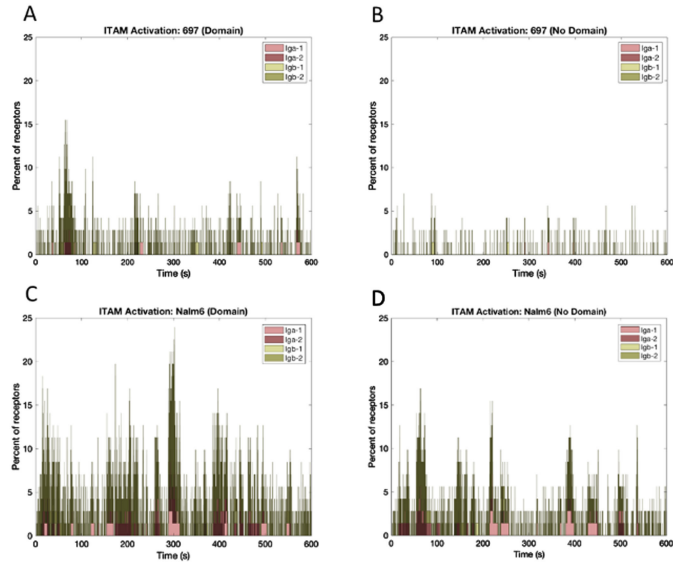 A
ITAM Activation: 697 (Domain)
Iga-1
Iga-2
Igb-1
Igb-2
Percent of receptors
25
20
15
10
5
0
0 100 200 300 400 500 600
Time (s)
B
ITAM Activation: 697 (No Domain)
Iga-1
Iga-2
Igb-1
Igb-2
Percent of receptors
25
20
15
10
5
0
0 100 200 300 400 500 600
Time (s)
C
ITAM Activation: Nalm6 (Domain)
Iga-1
Iga-2
Igb-1
Igb-2
Percent of receptors
25
20
15
10
5
0
0 100 200 300 400 500 600
Time (s)
D
ITAM Activation: Nalm6 (No Domain)
Iga-1
Iga-2
Igb-1
Igb-2
Percent of receptors
25
20
15
10
5
0
0 100 200 300 400 500 600
Time (s)